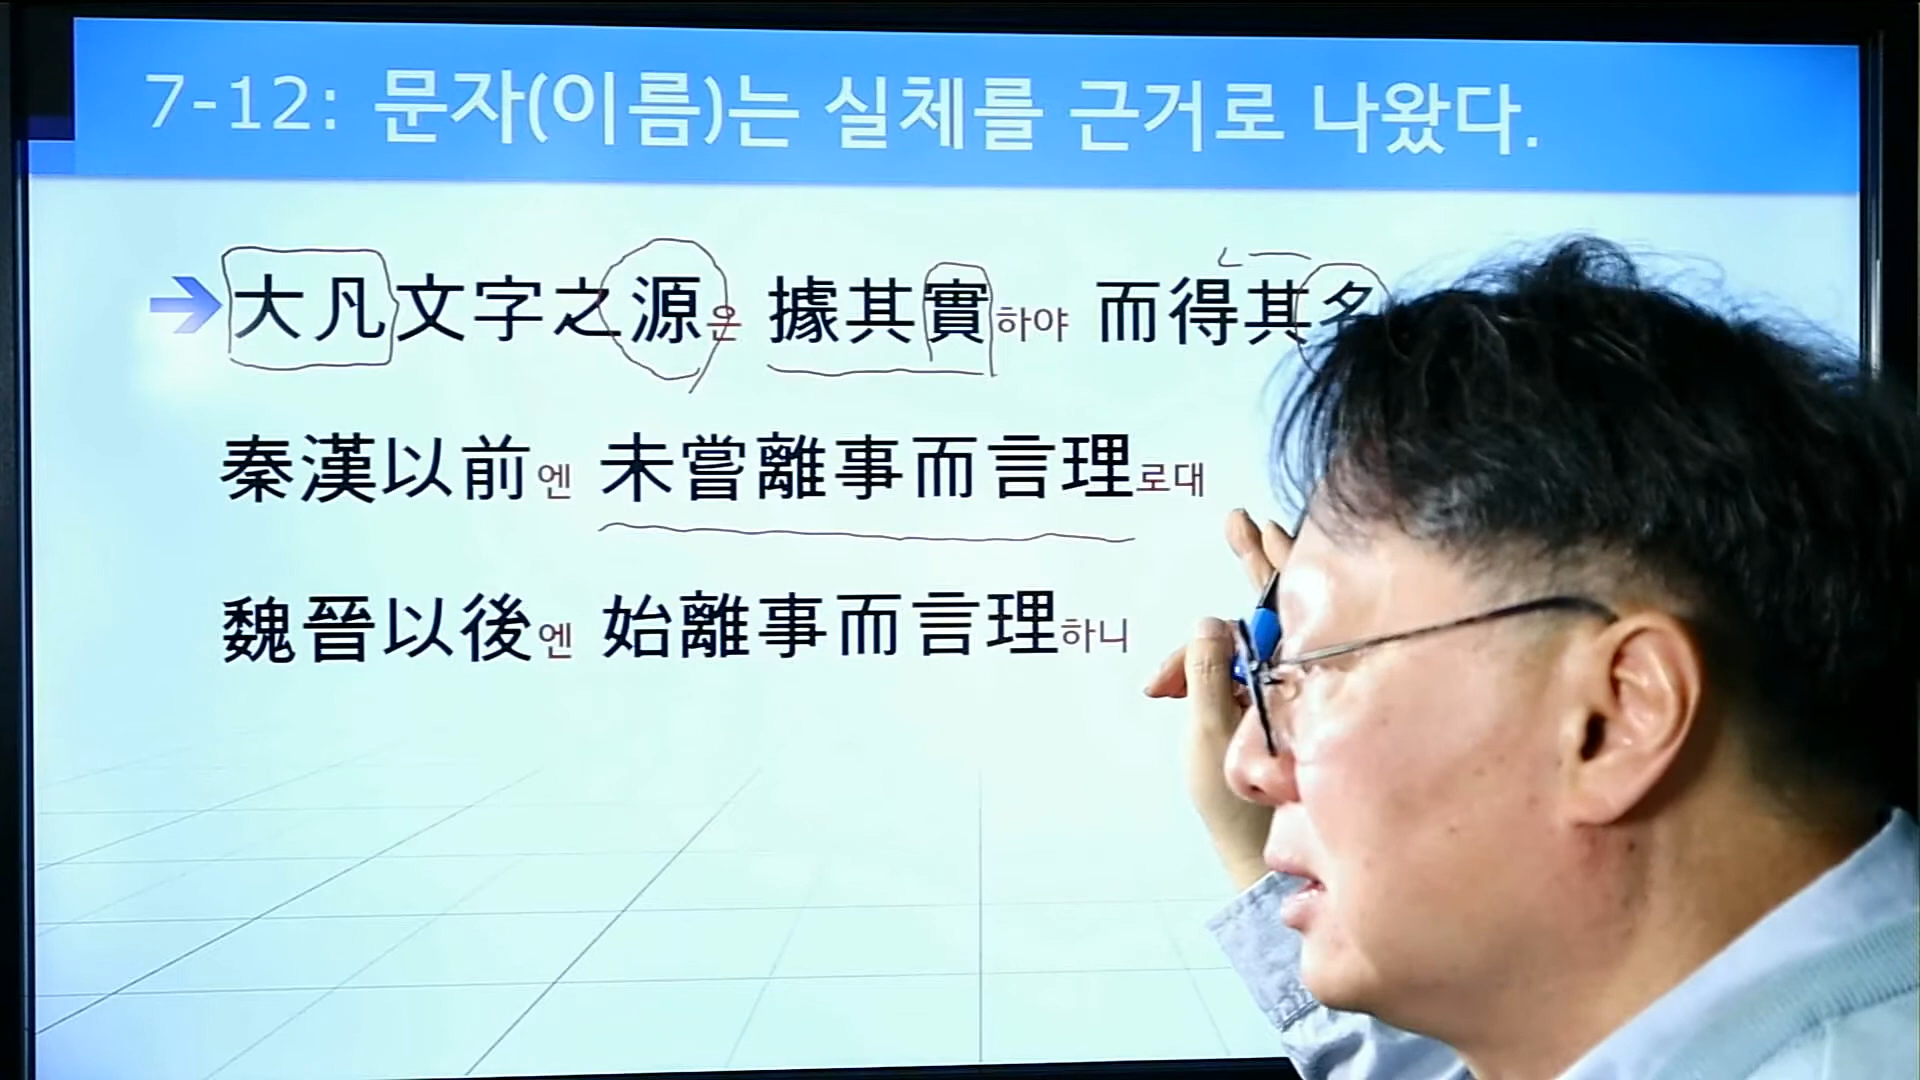 7-12: 문자(이름)는 실체를 근거로 나왔다.
大凡文字之源은 據其實하야 而得其名
秦漢以前엔 未嘗離事而言理로대
魏晉以後엔 始離事而言理하니